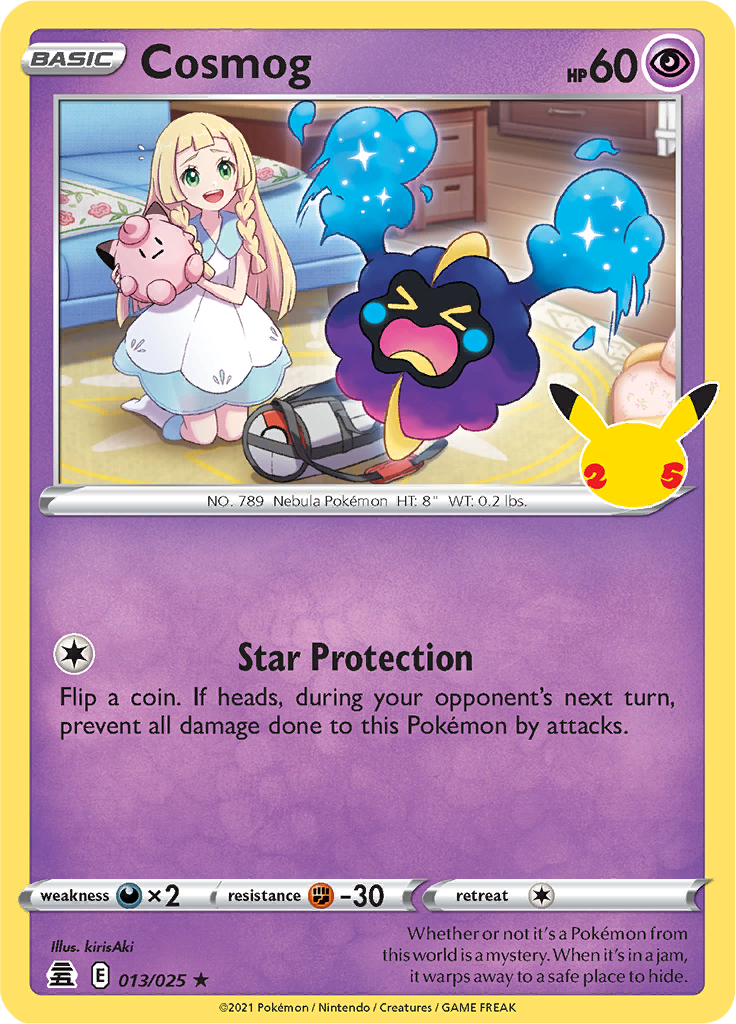 BASIC Cosmog HP60
NO. 789 Nebula Pokémon HT: 8" WT: 0.2 lbs.
25
Star Protection
Flip a coin. If heads, during your opponent's next turn,
prevent all damage done to this Pokémon by attacks.
weakness ×2 resistance -30 retreat
Illus. kirisAki
Whether or not it's a Pokémon from
this world is a mystery. When it's in a jam,
it warps away to a safe place to hide.
E 013/025 ★
©2021 Pokémon / Nintendo / Creatures / GAME FREAK